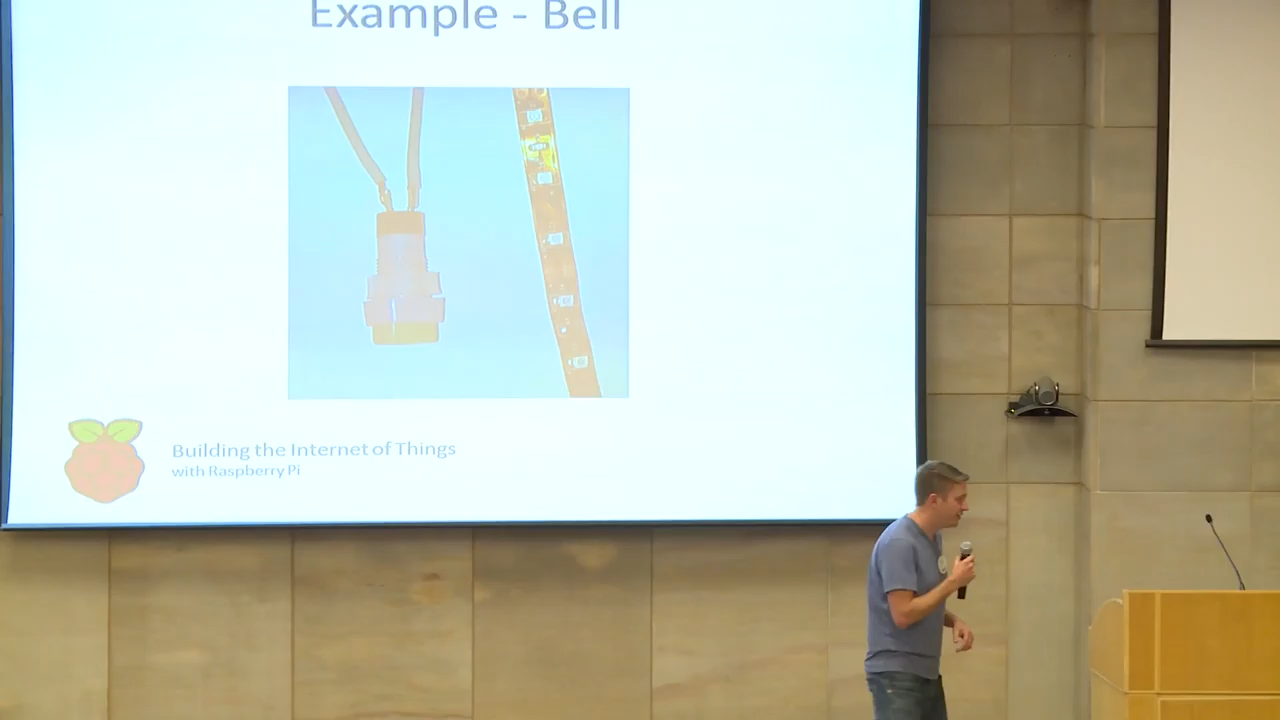 Example - Bell
Building the Internet of Things
with Raspberry Pi